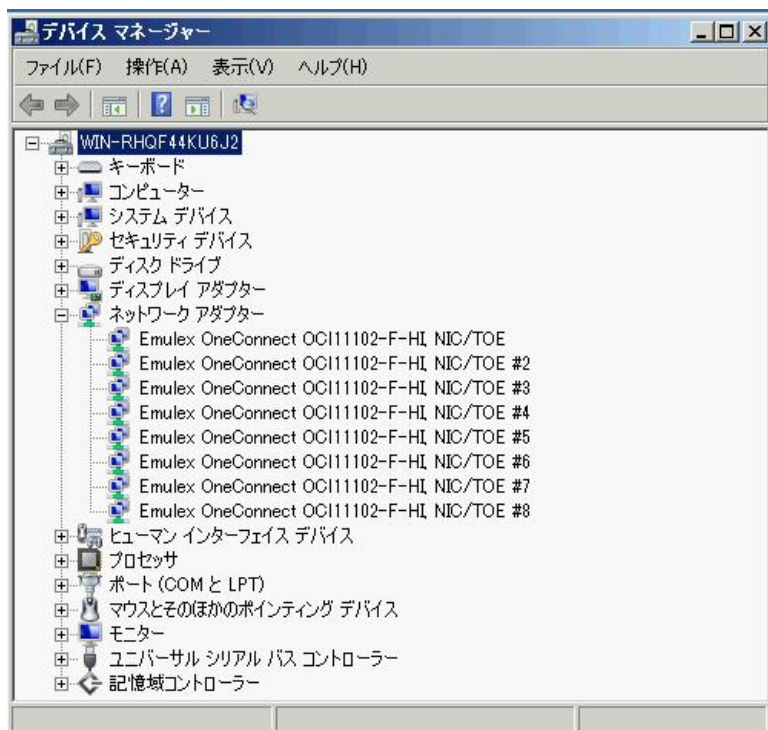 デバイス マネージャー
ファイル(F) 操作(A) 表示(V) ヘルプ(H)
WIN-RHQF44KU6J2
キーボード
コンピューター
システム デバイス
セキュリティ デバイス
ディスク ドライブ
ディスプレイ アダプター
ネットワーク アダプター
Emulex OneConnect OCl11102-F-HI, NIC/TOE
Emulex OneConnect OCl11102-F-HI, NIC/TOE #2
Emulex OneConnect OCl11102-F-HI, NIC/TOE #3
Emulex OneConnect OCl11102-F-HI, NIC/TOE #4
Emulex OneConnect OCl11102-F-HI, NIC/TOE #5
Emulex OneConnect OCl11102-F-HI, NIC/TOE #6
Emulex OneConnect OCl11102-F-HI, NIC/TOE #7
Emulex OneConnect OCl11102-F-HI, NIC/TOE #8
ヒューマン インターフェイス デバイス
プロセッサ
ポート (COM と LPT)
マウスとそのほかのポインティング デバイス
モニター
ユニバーサル シリアル バス コントローラー
記憶域コントローラー